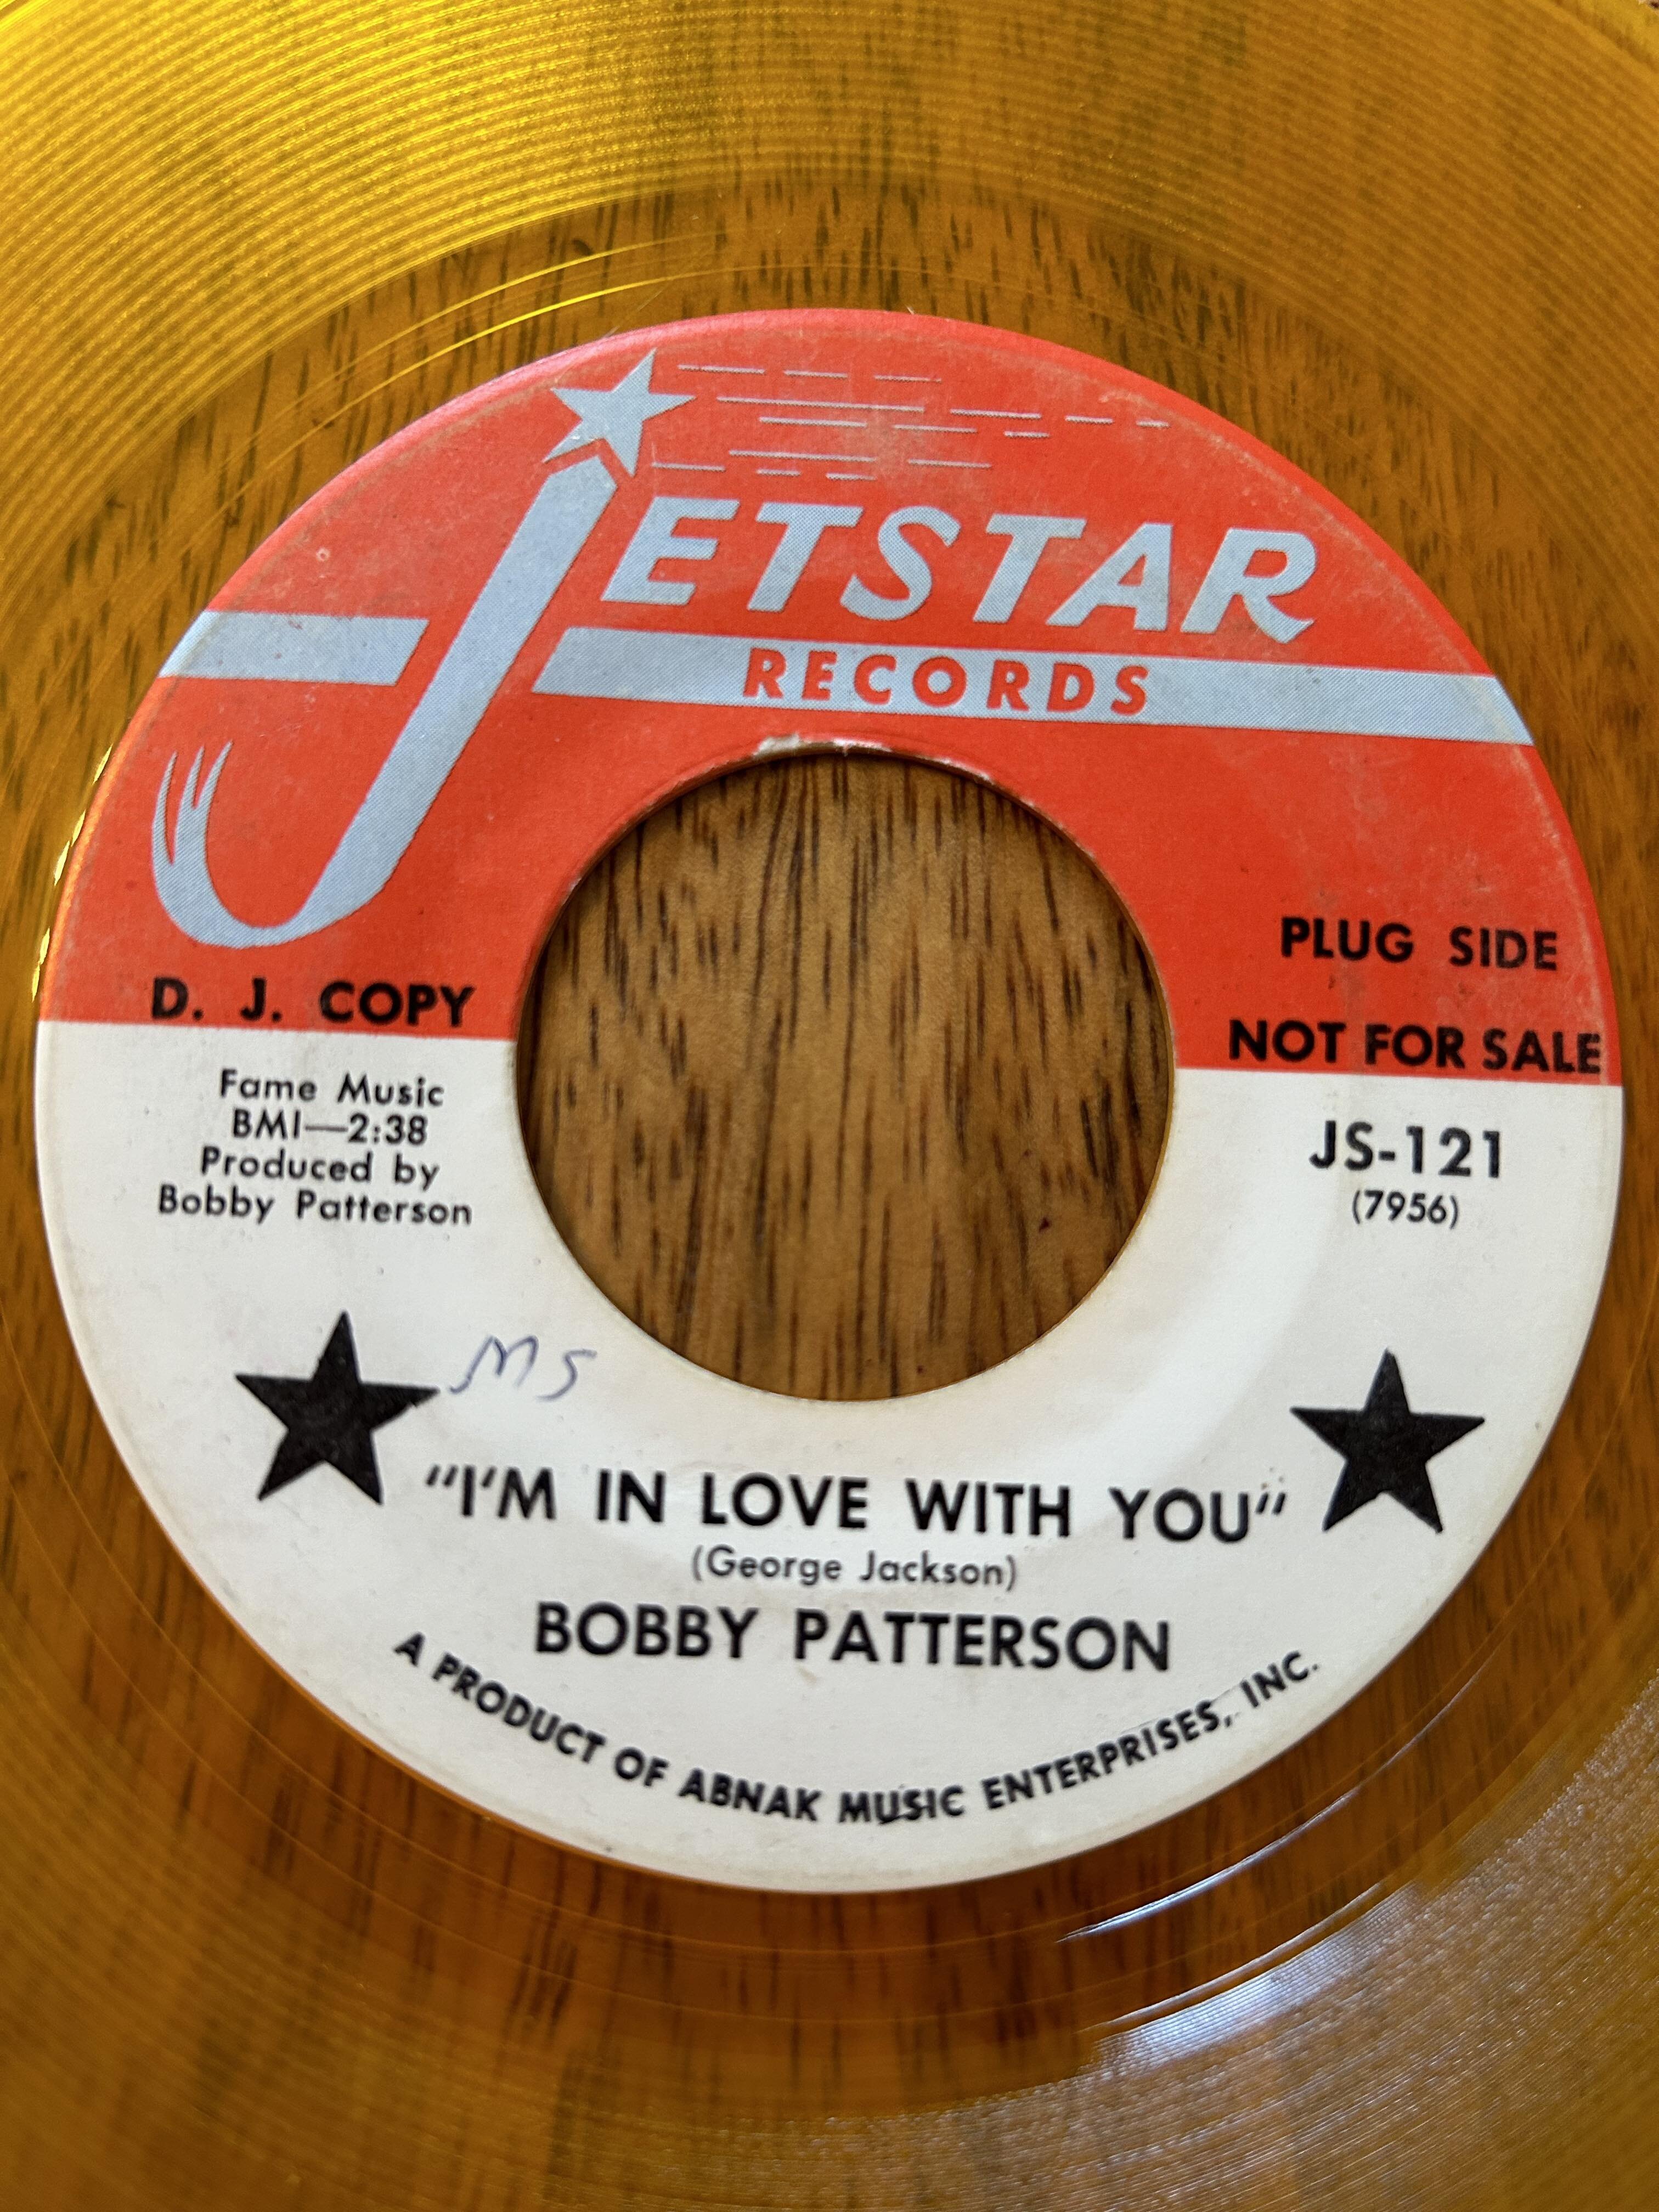 JETSTAR
RECORDS
PLUG SIDE
D. J. COPY
NOT FOR SALE
Fame Music
BMI—2:38
Produced by
Bobby Patterson
JS-121
(7956)
MS
"I'M IN LOVE WITH YOU"
(George Jackson)
BOBBY PATTERSON
A PRODUCT OF ABNAK MUSIC ENTERPRISES, INC.